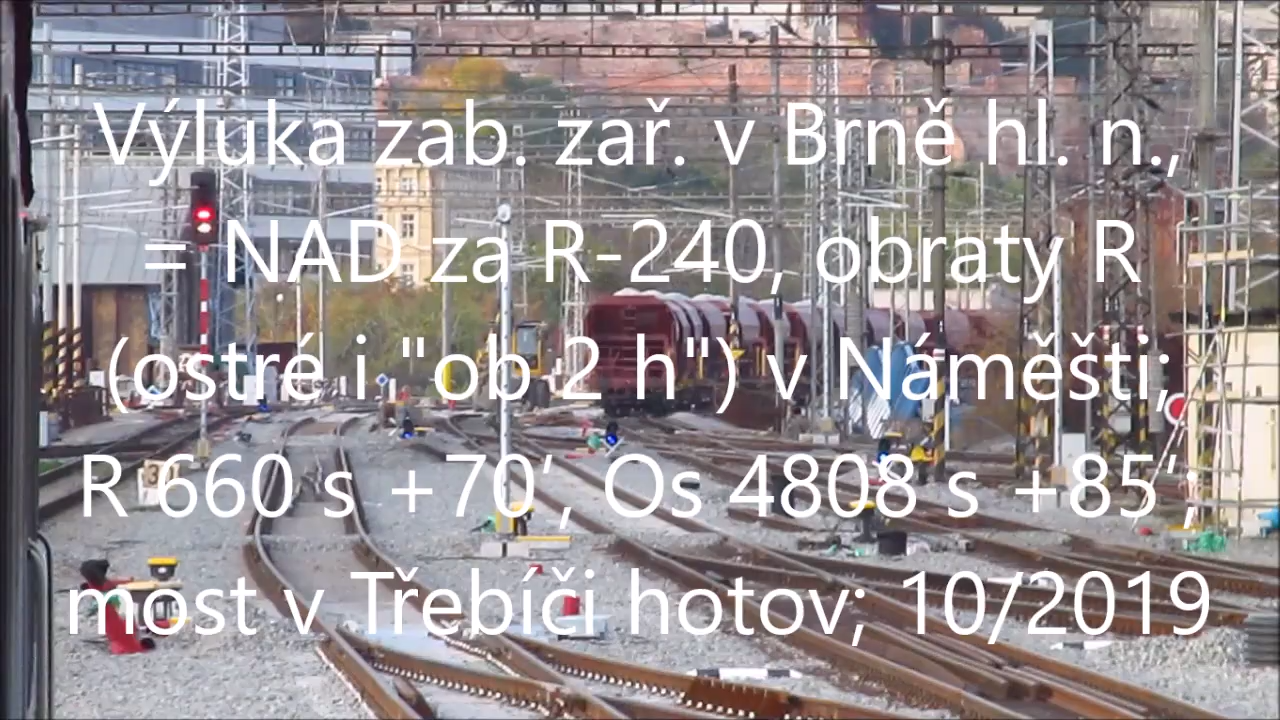 Výluka zab. zař. v Brně hl. n.,
= NAD za R-240, obraty R
(ostré i "ob 2 h") v Náměšti;
R 660 s +70‘, Os 4808 s +85‘;
most v Třebíči hotov; 10/2019